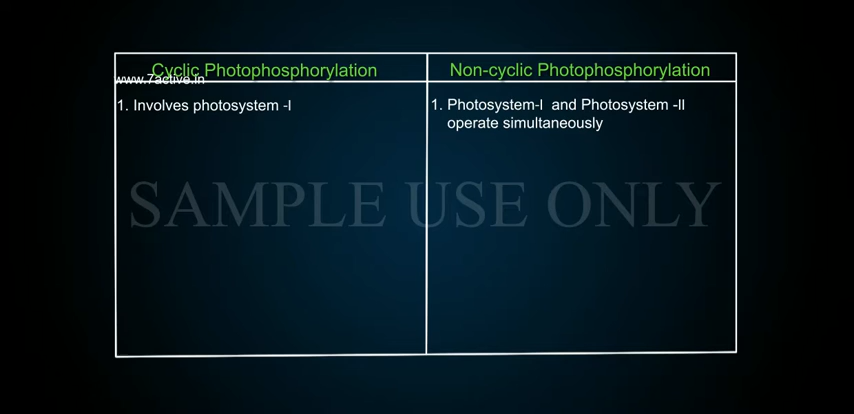 Cyclic Photophosphorylation
www.7active.in
1. Involves photosystem -I
Non-cyclic Photophosphorylation
1. Photosystem-I and Photosystem -II
operate simultaneously
SAMPLE USE ONLY